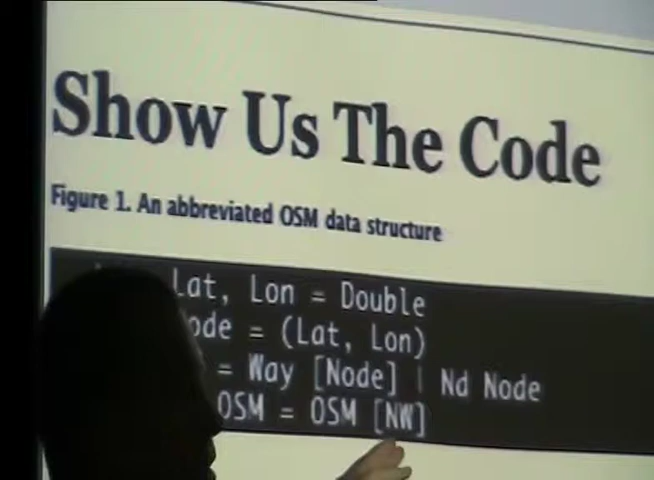 Show Us The Code
Figure 1. An abbreviated OSM data structure
Lat, Lon = Double
= (Lat, Lon)
= Way [Node] | Nd Node
OSM = OSM [NW]